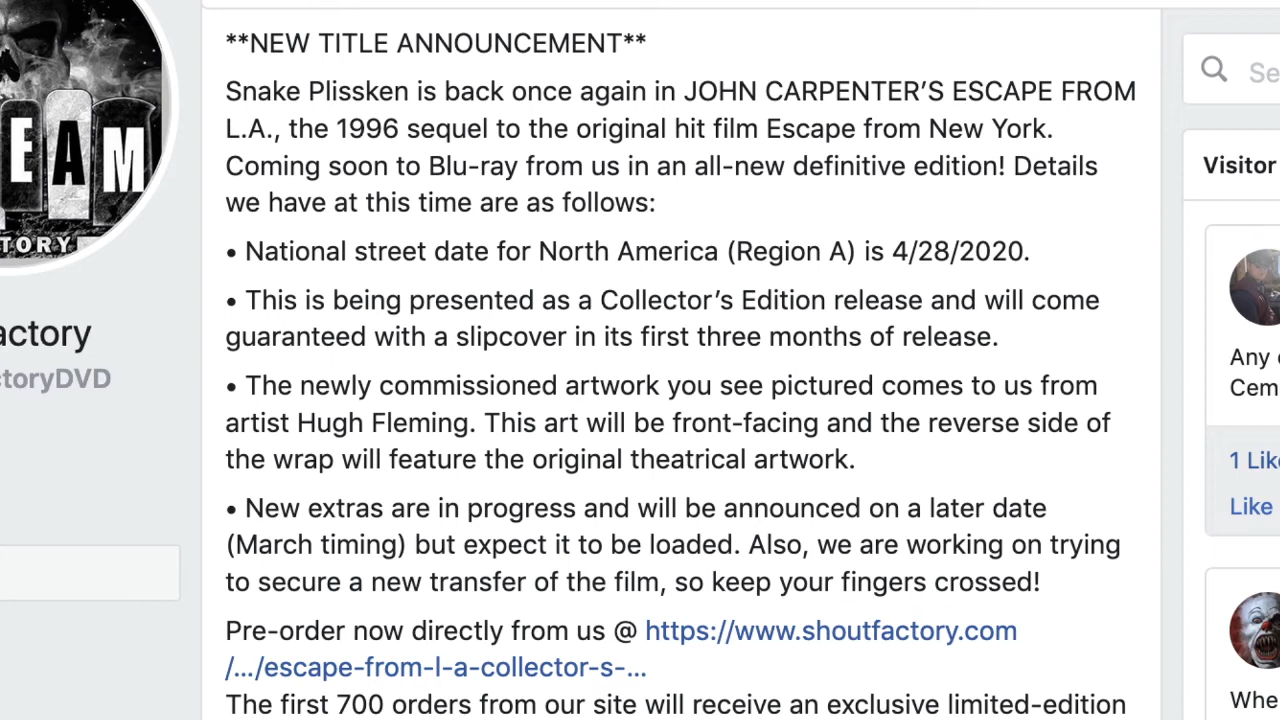 **NEW TITLE ANNOUNCEMENT**
Snake Plissken is back once again in JOHN CARPENTER’S ESCAPE FROM
L.A., the 1996 sequel to the original hit film Escape from New York.
Coming soon to Blu-ray from us in an all-new definitive edition! Details
we have at this time are as follows:
• National street date for North America (Region A) is 4/28/2020.
• This is being presented as a Collector’s Edition release and will come
guaranteed with a slipcover in its first three months of release.
• The newly commissioned artwork you see pictured comes to us from
artist Hugh Fleming. This art will be front-facing and the reverse side of
the wrap will feature the original theatrical artwork.
• New extras are in progress and will be announced on a later date
(March timing) but expect it to be loaded. Also, we are working on trying
to secure a new transfer of the film, so keep your fingers crossed!
Pre-order now directly from us @ https://www.shoutfactory.com
/.../escape-from-l-a-collector-s-...
The first 700 orders from our site will receive an exclusive limited-edition
EAM
TORY
actory
toryDVD
Se
Visitor
Any
Cem
1 Lik
Like
Whe